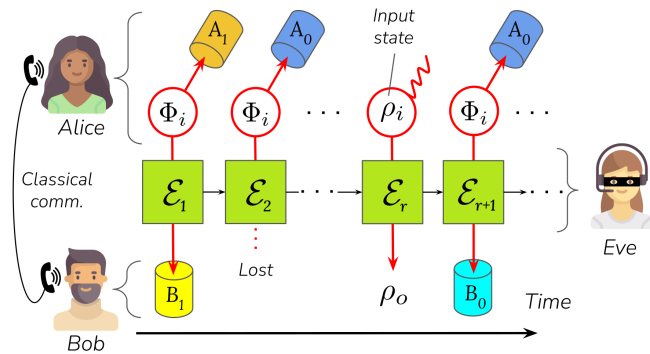 Input
state
A₁
A₀
A₀
Φᵢ
Φᵢ
. . .
ρᵢ
Φᵢ
. . .
Alice
Classical
comm.
ℰ₁
ℰ₂
. . .
ℰᵣ
ℰᵣ₊₁
. . .
Eve
Lost
B₁
ρₒ
B₀
Time
Bob